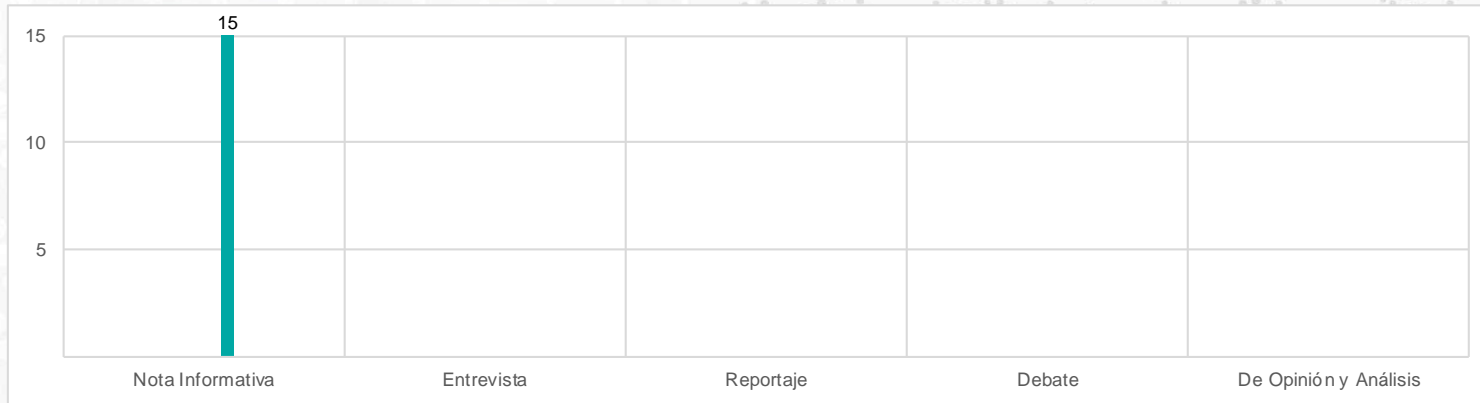 15
15
10
5
Nota Informativa
Entrevista
Reportaje
Debate
De Opinión y Análisis